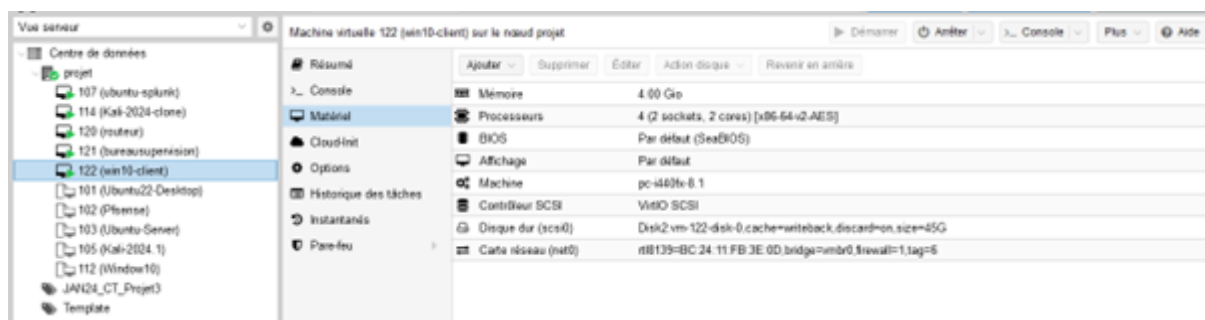 Vue serveur
Centre de données
projet
107 (ubuntu-splunk)
114 (Kali-2024-clone)
120 (routeur)
121 (bureausupervision)
122 (win10-client)
101 (Ubuntu22-Desktop)
102 (Pfsense)
103 (Ubuntu-Server)
105 (Kali-2024.1)
112 (Window10)
JAN24_CT_Projet3
Template
Machine virtuelle 122 (win10-client) sur le nœud projet
Démarrer Arrêter Console Plus Aide
Résumé
Console
Matériel
Cloud-Init
Options
Historique des tâches
Instantanés
Pare-feu
Ajouter Supprimer Éditer Action disque Revenir en arrière
Mémoire 4.00 Gio
Processeurs 4 (2 sockets, 2 cores) [x86-64-v2-AES]
BIOS Par défaut (SeaBIOS)
Affichage Par défaut
Machine pc-i440fx-8.1
Contrôleur SCSI VirtIO SCSI
Disque dur (scsi0) Disk2:vm-122-disk-0,cache=writeback,discard=on,size=45G
Carte réseau (net0) rtl8139=BC:24:11:FB:3E:0D,bridge=vmbr0,firewall=1,tag=6